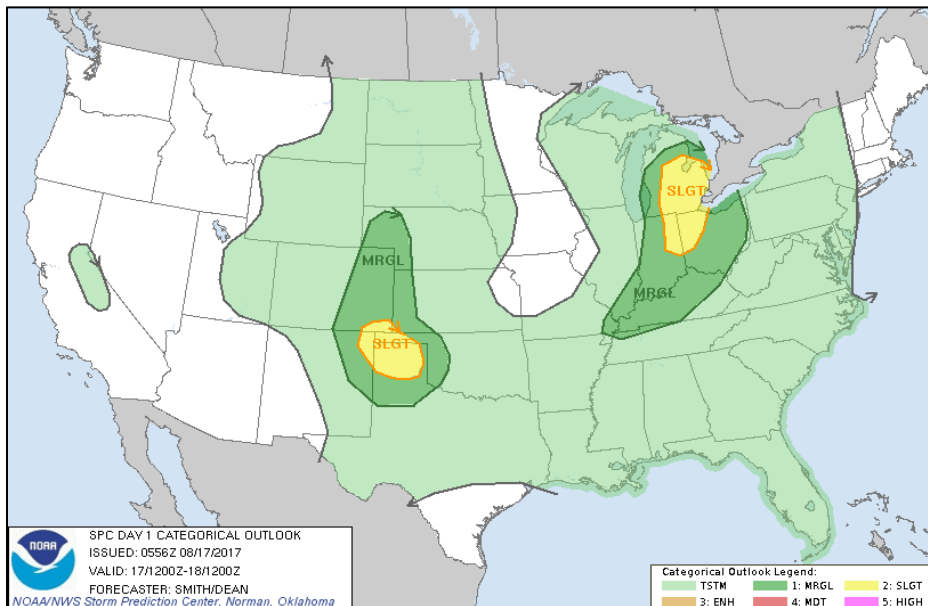 SLGT
MRGL
MRGL
SLGT
NOAA
SPC DAY 1 CATEGORICAL OUTLOOK
ISSUED: 0556Z 08/17/2017
VALID: 17/1200Z-18/1200Z
FORECASTER: SMITH/DEAN
NOAA/NWS Storm Prediction Center, Norman, Oklahoma
Categorical Outlook Legend:
TSTM 1: MRGL 2: SLGT
3: ENH 4: MDT 5: HIGH